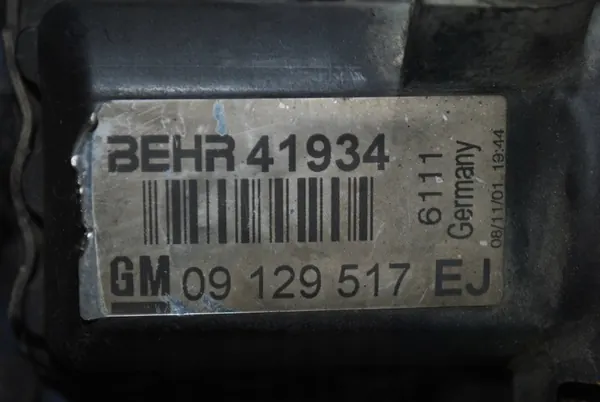 BEHR 41934
GM 09 129 517 EJ
6111
Germany
08/11/01 19:44